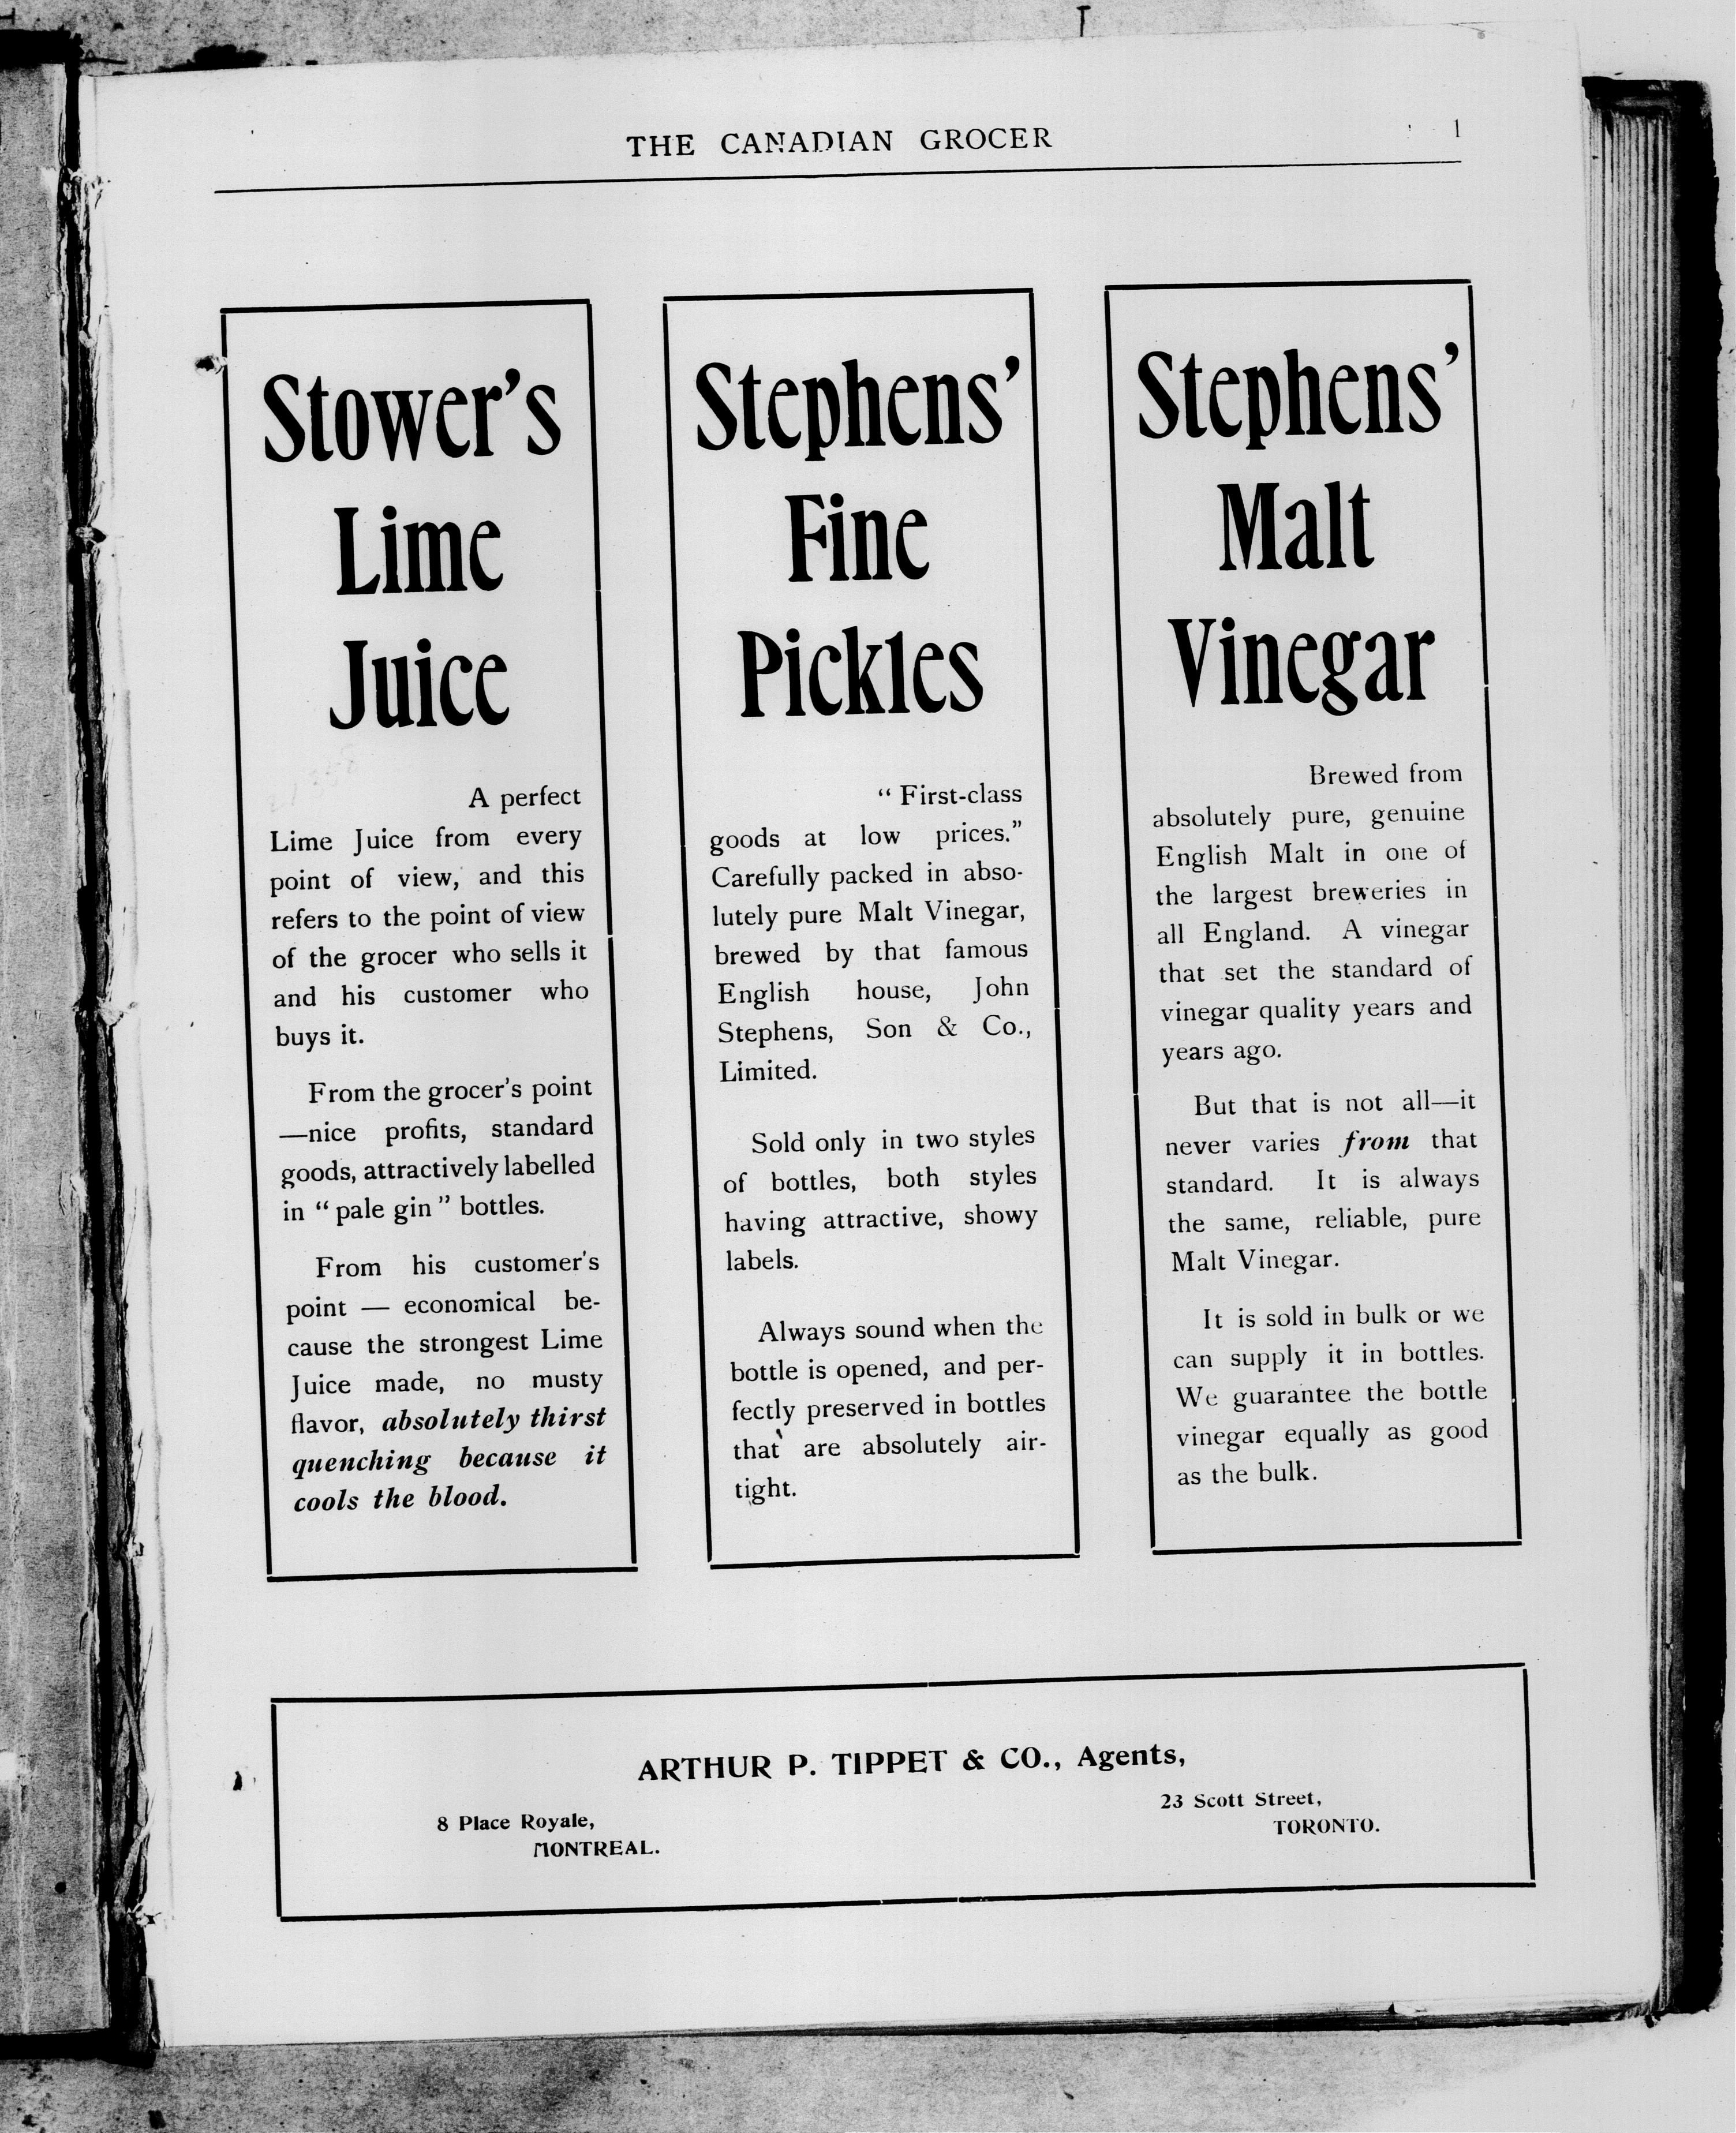 THE CANADIAN GROCER 1
Stower's
Lime
Juice
A perfect
Lime Juice from every
point of view, and this
refers to the point of view
of the grocer who sells it
and his customer who
buys it.
From the grocer's point
—nice profits, standard
goods, attractively labelled
in “ pale gin ” bottles.
From his customer's
point — economical be-
cause the strongest Lime
Juice made, no musty
flavor, absolutely thirst
quenching because it
cools the blood.
Stephens’
Fine
Pickles
“ First-class
goods at low prices.”
Carefully packed in abso-
lutely pure Malt Vinegar,
brewed by that famous
English house, John
Stephens, Son & Co.,
Limited.
Sold only in two styles
of bottles, both styles
having attractive, showy
labels.
Always sound when the
bottle is opened, and per-
fectly preserved in bottles
that are absolutely air-
tight.
Stephens’
Malt
Vinegar
Brewed from
absolutely pure, genuine
English Malt in one of
the largest breweries in
all England. A vinegar
that set the standard of
vinegar quality years and
years ago.
But that is not all—it
never varies from that
standard. It is always
the same, reliable, pure
Malt Vinegar.
It is sold in bulk or we
can supply it in bottles.
We guarantee the bottle
vinegar equally as good
as the bulk.
ARTHUR P. TIPPET & CO., Agents,
8 Place Royale,
MONTREAL.
23 Scott Street,
TORONTO.